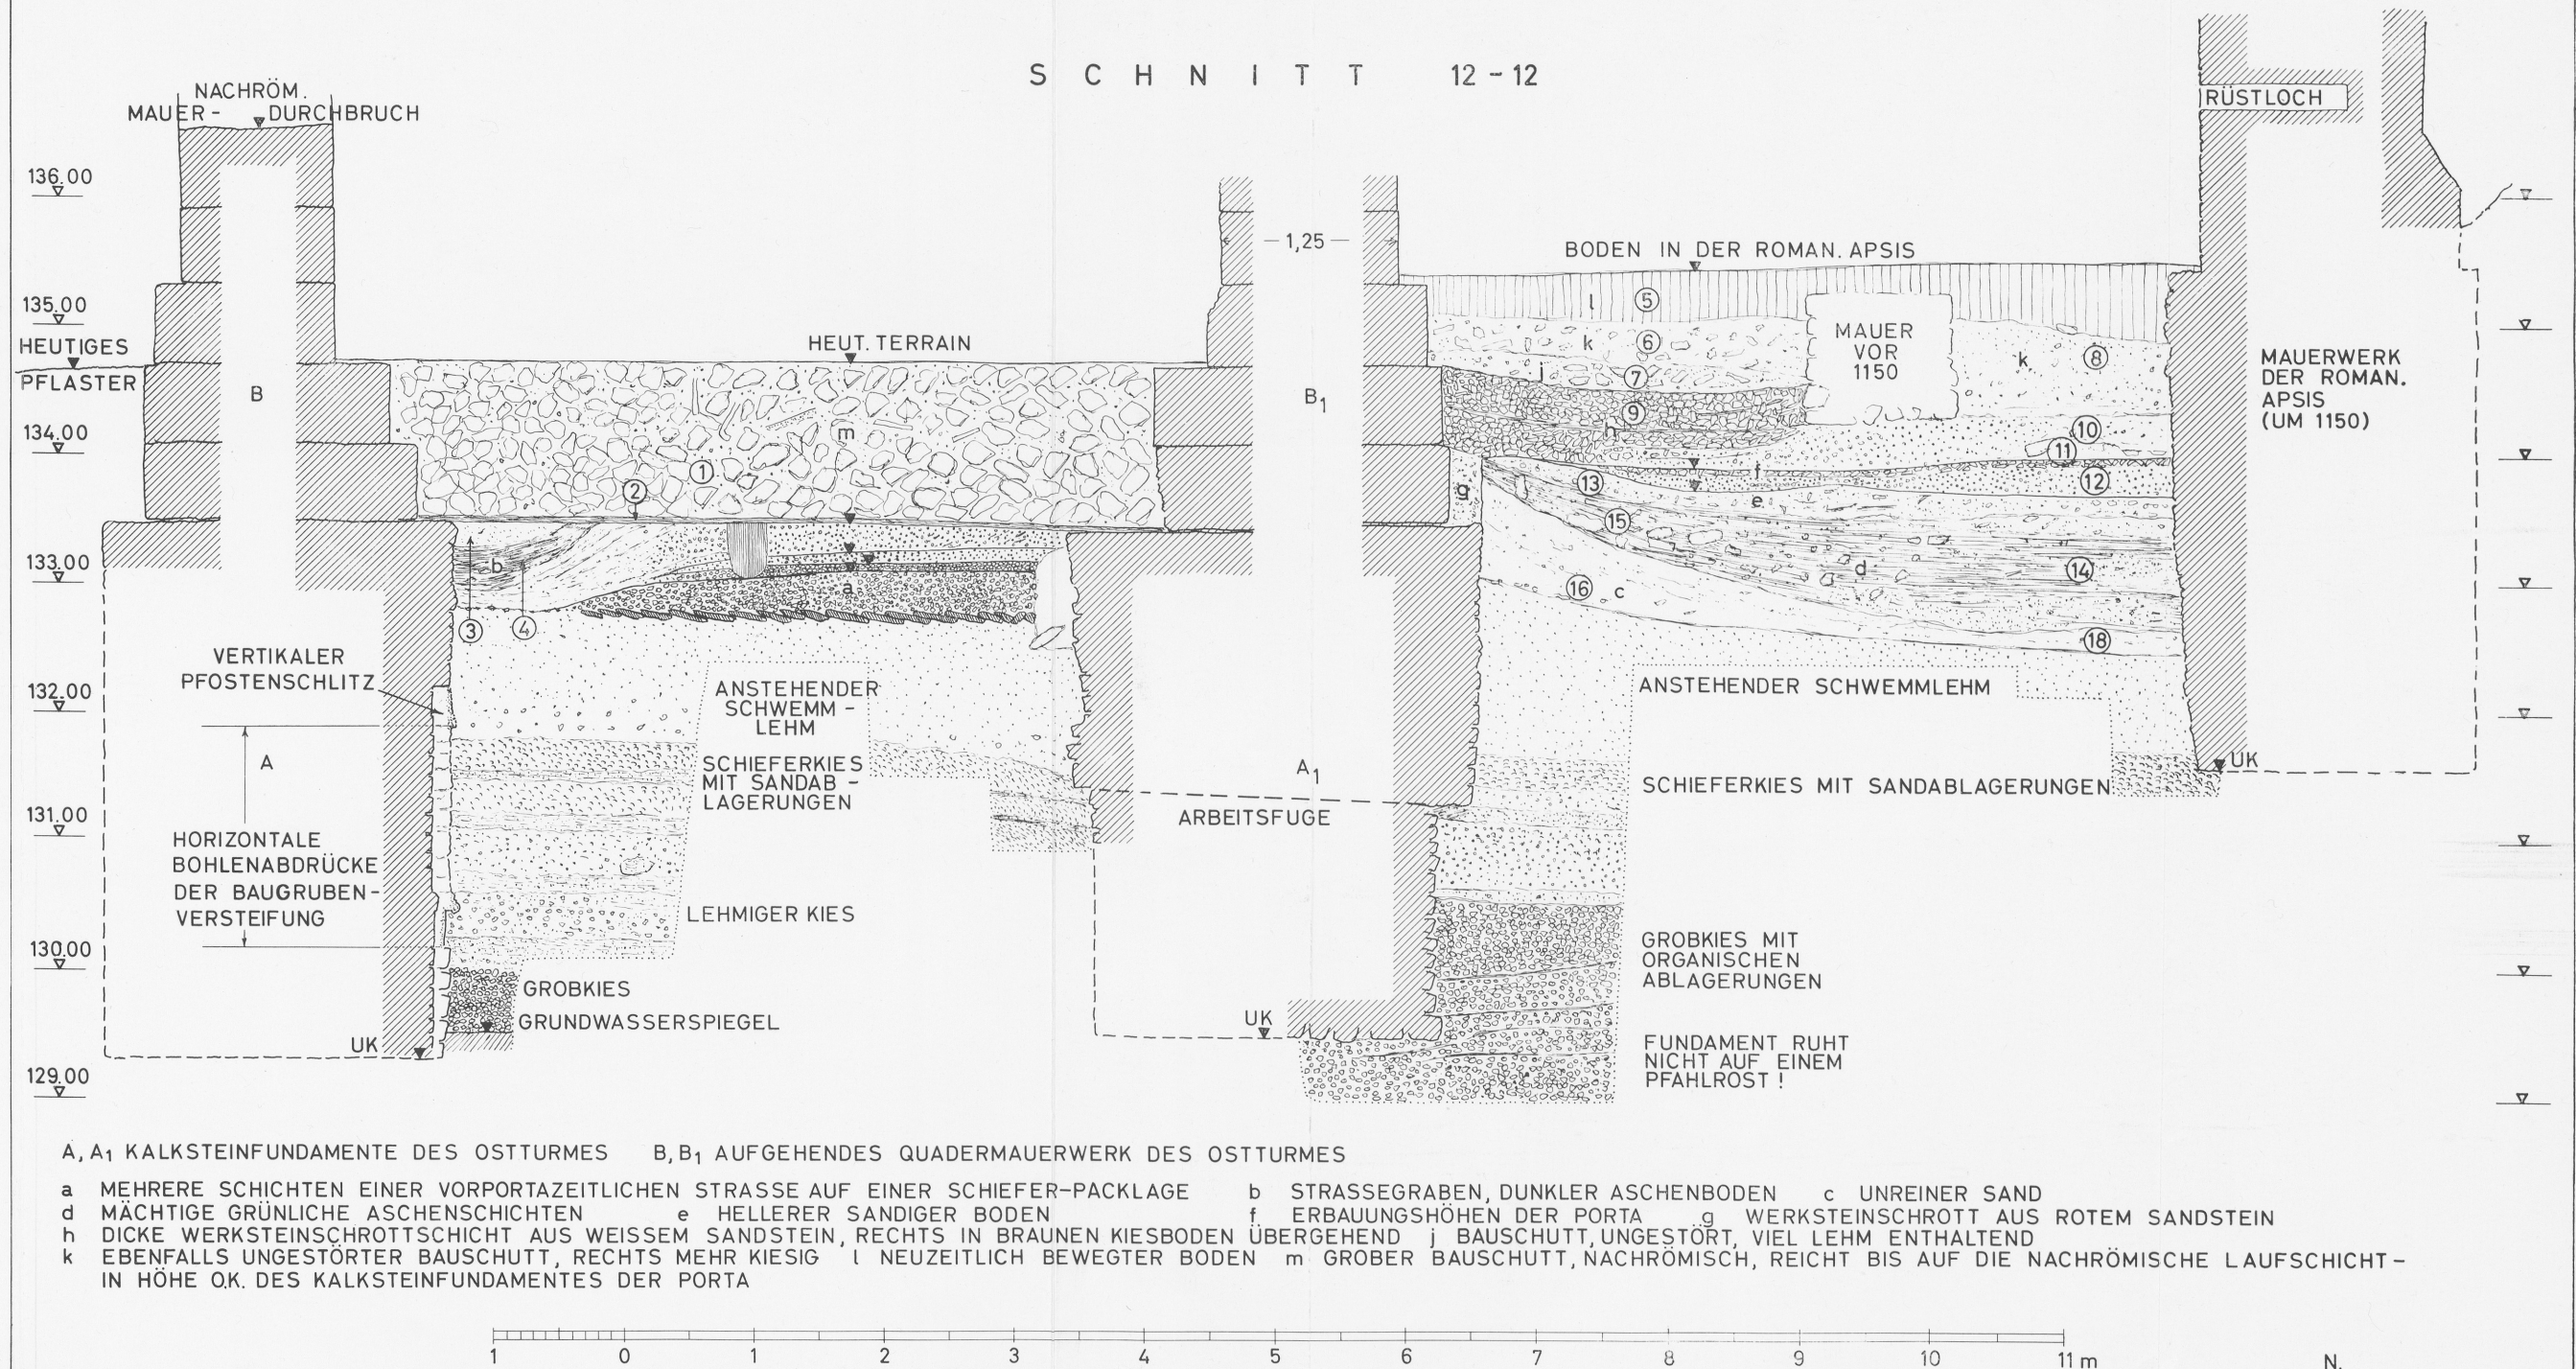 SCHNITT 12-12
NACHRÖM.
MAUER- DURCHBRUCH
RÜSTLOCH
136.00
1,25
BODEN IN DER ROMAN. APSIS
135.00
l
5
HEUTIGES
PFLASTER
HEUT. TERRAIN
k
6
j
7
MAUER
VOR
1150
k
8
MAUERWERK
DER ROMAN.
APSIS
(UM 1150)
B
B1
9
h
134.00
m
1
2
10
11
f
12
13
g
e
15
133.00
b
a
d
14
16
c
3
4
18
VERTIKALER
PFOSTENSCHLITZ
132.00
ANSTEHENDER
SCHWEMM-
LEHM
ANSTEHENDER SCHWEMMLEHM
A
SCHIEFERKIES
MIT SANDAB-
LAGERUNGEN
A1
UK
SCHIEFERKIES MIT SANDABLAGERUNGEN
131.00
ARBEITSFUGE
HORIZONTALE
BOHLENABDRÜCKE
DER BAUGRUBEN-
VERSTEIFUNG
LEHMIGER KIES
130.00
GROBKIES MIT
ORGANISCHEN
ABLAGERUNGEN
GROBKIES
GRUNDWASSERSPIEGEL
UK
UK
FUNDAMENT RUHT
NICHT AUF EINEM
PFAHLROST!
129.00
A, A1 KALKSTEINFUNDAMENTE DES OSTTURMES B, B1 AUFGEHENDES QUADERMAUERWERK DES OSTTURMES
a MEHRERE SCHICHTEN EINER VORPORTAZEITLICHEN STRASSE AUF EINER SCHIEFER-PACKLAGE b STRASSEGRABEN, DUNKLER ASCHENBODEN c UNREINER SAND
d MÄCHTIGE GRÜNLICHE ASCHENSCHICHTEN e HELLERER SANDIGER BODEN f ERBAUUNGSHÖHEN DER PORTA g WERKSTEINSCHROTT AUS ROTEM SANDSTEIN
h DICKE WERKSTEINSCHROTTSCHICHT AUS WEISSEM SANDSTEIN, RECHTS IN BRAUNEN KIESBODEN ÜBERGEHEND j BAUSCHUTT, UNGESTÖRT, VIEL LEHM ENTHALTEND
k EBENFALLS UNGESTÖRTER BAUSCHUTT, RECHTS MEHR KIESIG l NEUZEITLICH BEWEGTER BODEN m GROBER BAUSCHUTT, NACHRÖMISCH, REICHT BIS AUF DIE NACHRÖMISCHE LAUFSCHICHT-
IN HÖHE O.K. DES KALKSTEINFUNDAMENTES DER PORTA
1 0 1 2 3 4 5 6 7 8 9 10 11 m
N.